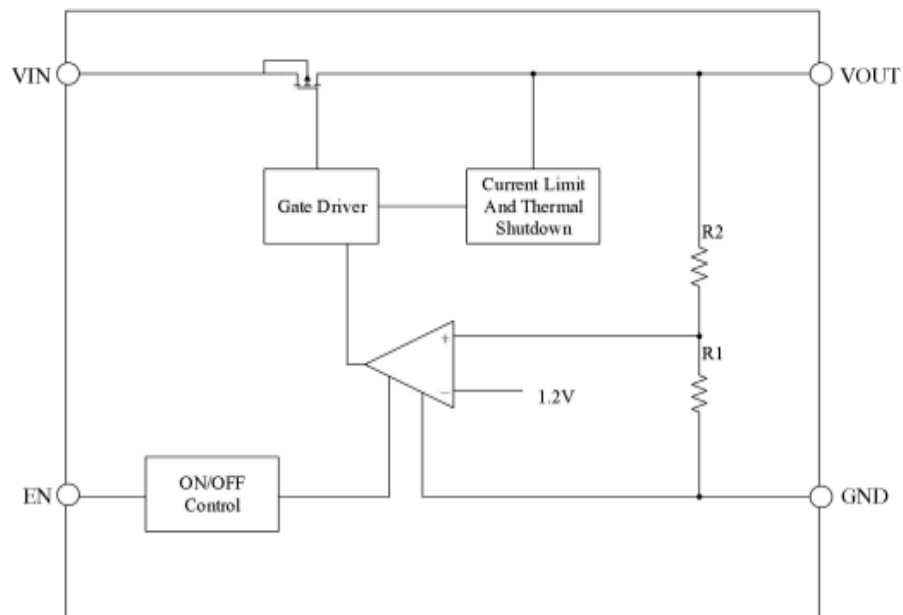 VIN
VOUT
Gate Driver
Current Limit
And Thermal
Shutdown
R2
+
R1
−
1.2V
EN
ON/OFF
Control
GND